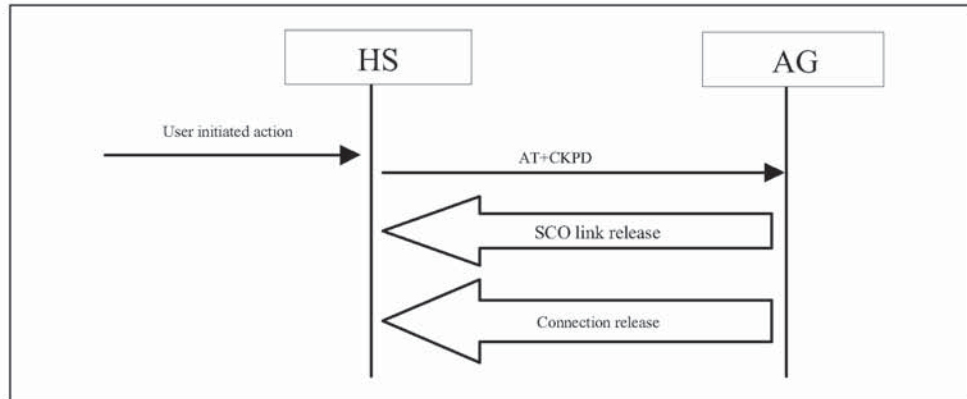 HS
AG
User initiated action
AT+CKPD
SCO link release
Connection release